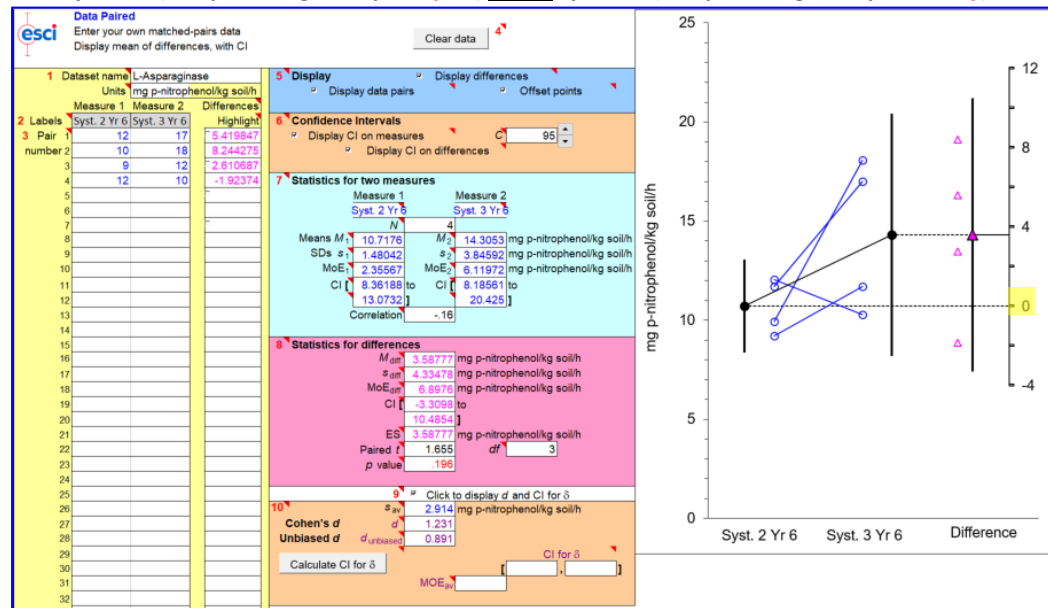 Data Paired
esci
Enter your own matched-pairs data
Display mean of differences, with CI
Clear data 4
1 Dataset name L-Asparaginase
Units mg p-nitrophenol/kg soil/h
Measure 1 Measure 2 Differences
2 Labels Syst. 2 Yr 6 Syst. 3 Yr 6 Highlight
3 Pair 1 12 17 5.419847
number 2 10 18 8.244275
3 9 12 2.610687
4 12 10 -1.92374
5
6
7
8
9
10
11
12
13
14
15
16
17
18
19
20
21
22
23
24
25
26
27
28
29
30
31
32
5 Display Display differences
Display data pairs Offset points
6 Confidence Intervals
Display CI on measures C 95
Display CI on differences
7 Statistics for two measures
Measure 1 Measure 2
Syst. 2 Yr 6 Syst. 3 Yr 6
N 4
Means M1 10.7176 M2 14.3053 mg p-nitrophenol/kg soil/h
SDs s1 1.48042 s2 3.84592 mg p-nitrophenol/kg soil/h
MoE1 2.35567 MoE2 6.11972 mg p-nitrophenol/kg soil/h
CI [ 8.36188 to CI [ 8.18561 to
13.0732 ] 20.425 ]
Correlation -.16
8 Statistics for differences
Mdiff 3.58777 mg p-nitrophenol/kg soil/h
sdiff 4.33478 mg p-nitrophenol/kg soil/h
MoEdiff 6.8976 mg p-nitrophenol/kg soil/h
CI [ -3.3098 to
10.4854 ]
ES 3.58777 mg p-nitrophenol/kg soil/h
Paired t 1.655 df 3
p value .196
9 Click to display d and CI for δ
10 sav 2.914 mg p-nitrophenol/kg soil/h
Cohen's d d 1.231
Unbiased d dunbiased 0.891
CI for δ
Calculate CI for δ [ , ]
MOEav
mg p-nitrophenol/kg soil/h
25
20
15
10
5
0
12
8
4
0
-4
Syst. 2 Yr 6 Syst. 3 Yr 6 Difference